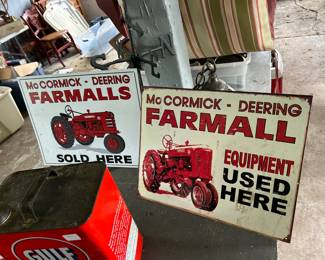 McCORMICK - DEERING
FARMALLS
SOLD HERE
McCORMICK - DEERING
FARMALL
EQUIPMENT
USED
HERE
GULF